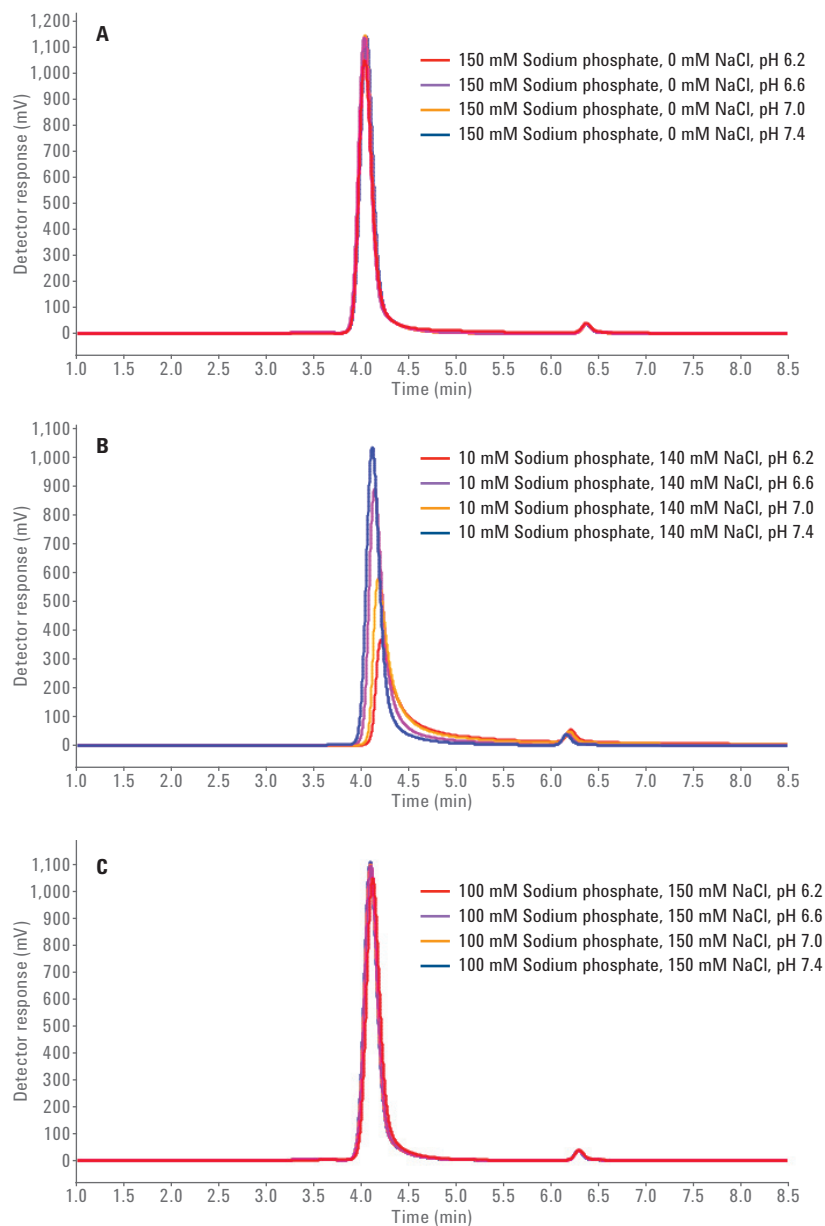 A
1,200
1,100
1,000
900
800
700
600
500
400
300
200
100
0
Detector response (mV)
150 mM Sodium phosphate, 0 mM NaCl, pH 6.2
150 mM Sodium phosphate, 0 mM NaCl, pH 6.6
150 mM Sodium phosphate, 0 mM NaCl, pH 7.0
150 mM Sodium phosphate, 0 mM NaCl, pH 7.4
1.0 1.5 2.0 2.5 3.0 3.5 4.0 4.5 5.0 5.5 6.0 6.5 7.0 7.5 8.0 8.5
Time (min)
B
1,100
1,000
900
800
700
600
500
400
300
200
100
0
Detector response (mV)
10 mM Sodium phosphate, 140 mM NaCl, pH 6.2
10 mM Sodium phosphate, 140 mM NaCl, pH 6.6
10 mM Sodium phosphate, 140 mM NaCl, pH 7.0
10 mM Sodium phosphate, 140 mM NaCl, pH 7.4
1.0 1.5 2.0 2.5 3.0 3.5 4.0 4.5 5.0 5.5 6.0 6.5 7.0 7.5 8.0 8.5
Time (min)
C
1,100
1,000
900
800
700
600
500
400
300
200
100
0
Detector response (mV)
100 mM Sodium phosphate, 150 mM NaCl, pH 6.2
100 mM Sodium phosphate, 150 mM NaCl, pH 6.6
100 mM Sodium phosphate, 150 mM NaCl, pH 7.0
100 mM Sodium phosphate, 150 mM NaCl, pH 7.4
1.0 1.5 2.0 2.5 3.0 3.5 4.0 4.5 5.0 5.5 6.0 6.5 7.0 7.5 8.0 8.5
Time (min)